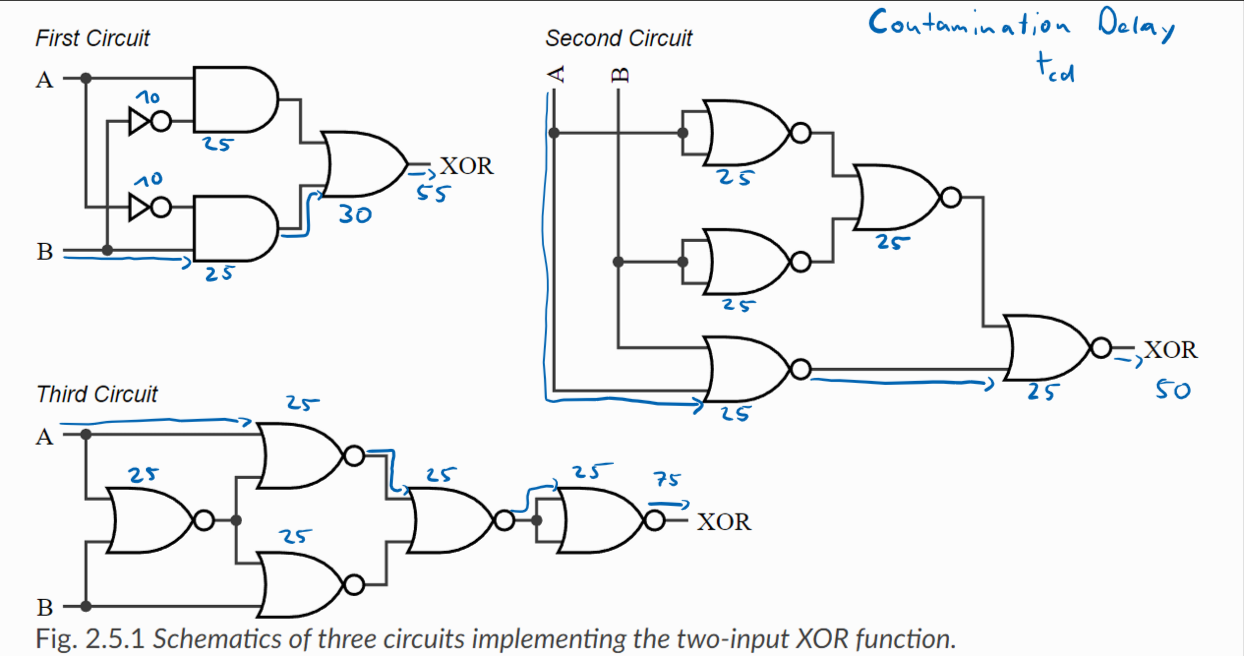 Contamination Delay
tcd
First Circuit
A
10
25
10
B
25
30
XOR
55
Second Circuit
A
B
25
25
25
25
25
XOR
50
Third Circuit
A
25
25
25
B
25
25
75
XOR
Fig. 2.5.1 Schematics of three circuits implementing the two-input XOR function.